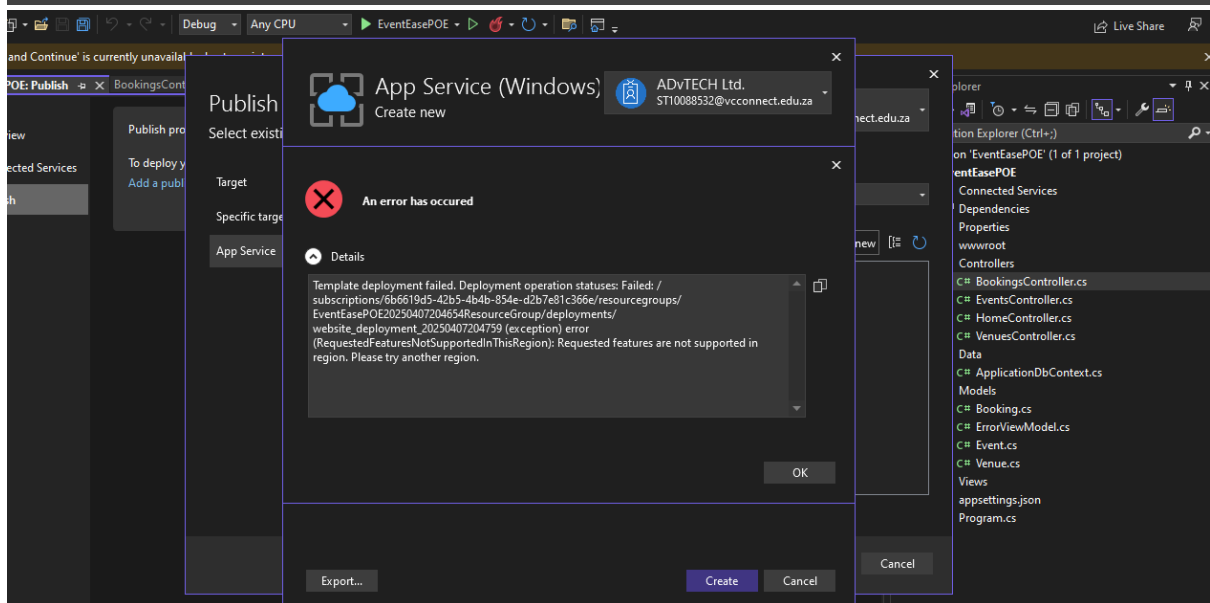 Debug
Any CPU
EventEasePOE
Live Share
and Continue' is currently unavailal
POE: Publish
BookingsCont
iew
ected Services
sh
Publish pro
To deploy y
Add a publ
Publish
Select existi
Target
Specific targe
App Service
App Service (Windows)
Create new
ADvTECH Ltd.
ST10088532@vcconnect.edu.za
An error has occured
Details
Template deployment failed. Deployment operation statuses: Failed: /
subscriptions/6b6619d5-42b5-4b4b-854e-d2b7e81c366e/resourcegroups/
EventEasePOE20250407204654ResourceGroup/deployments/
website_deployment_20250407204759 (exception) error
(RequestedFeaturesNotSupportedInThisRegion): Requested features are not supported in
region. Please try another region.
OK
Export...
Create
Cancel
nect.edu.za
new
Cancel
plorer
tion Explorer (Ctrl+;)
on 'EventEasePOE' (1 of 1 project)
ventEasePOE
Connected Services
Dependencies
Properties
wwwroot
Controllers
C# BookingsController.cs
C# EventsController.cs
C# HomeController.cs
C# VenuesController.cs
Data
C# ApplicationDbContext.cs
Models
C# Booking.cs
C# ErrorViewModel.cs
C# Event.cs
C# Venue.cs
Views
appsettings.json
Program.cs